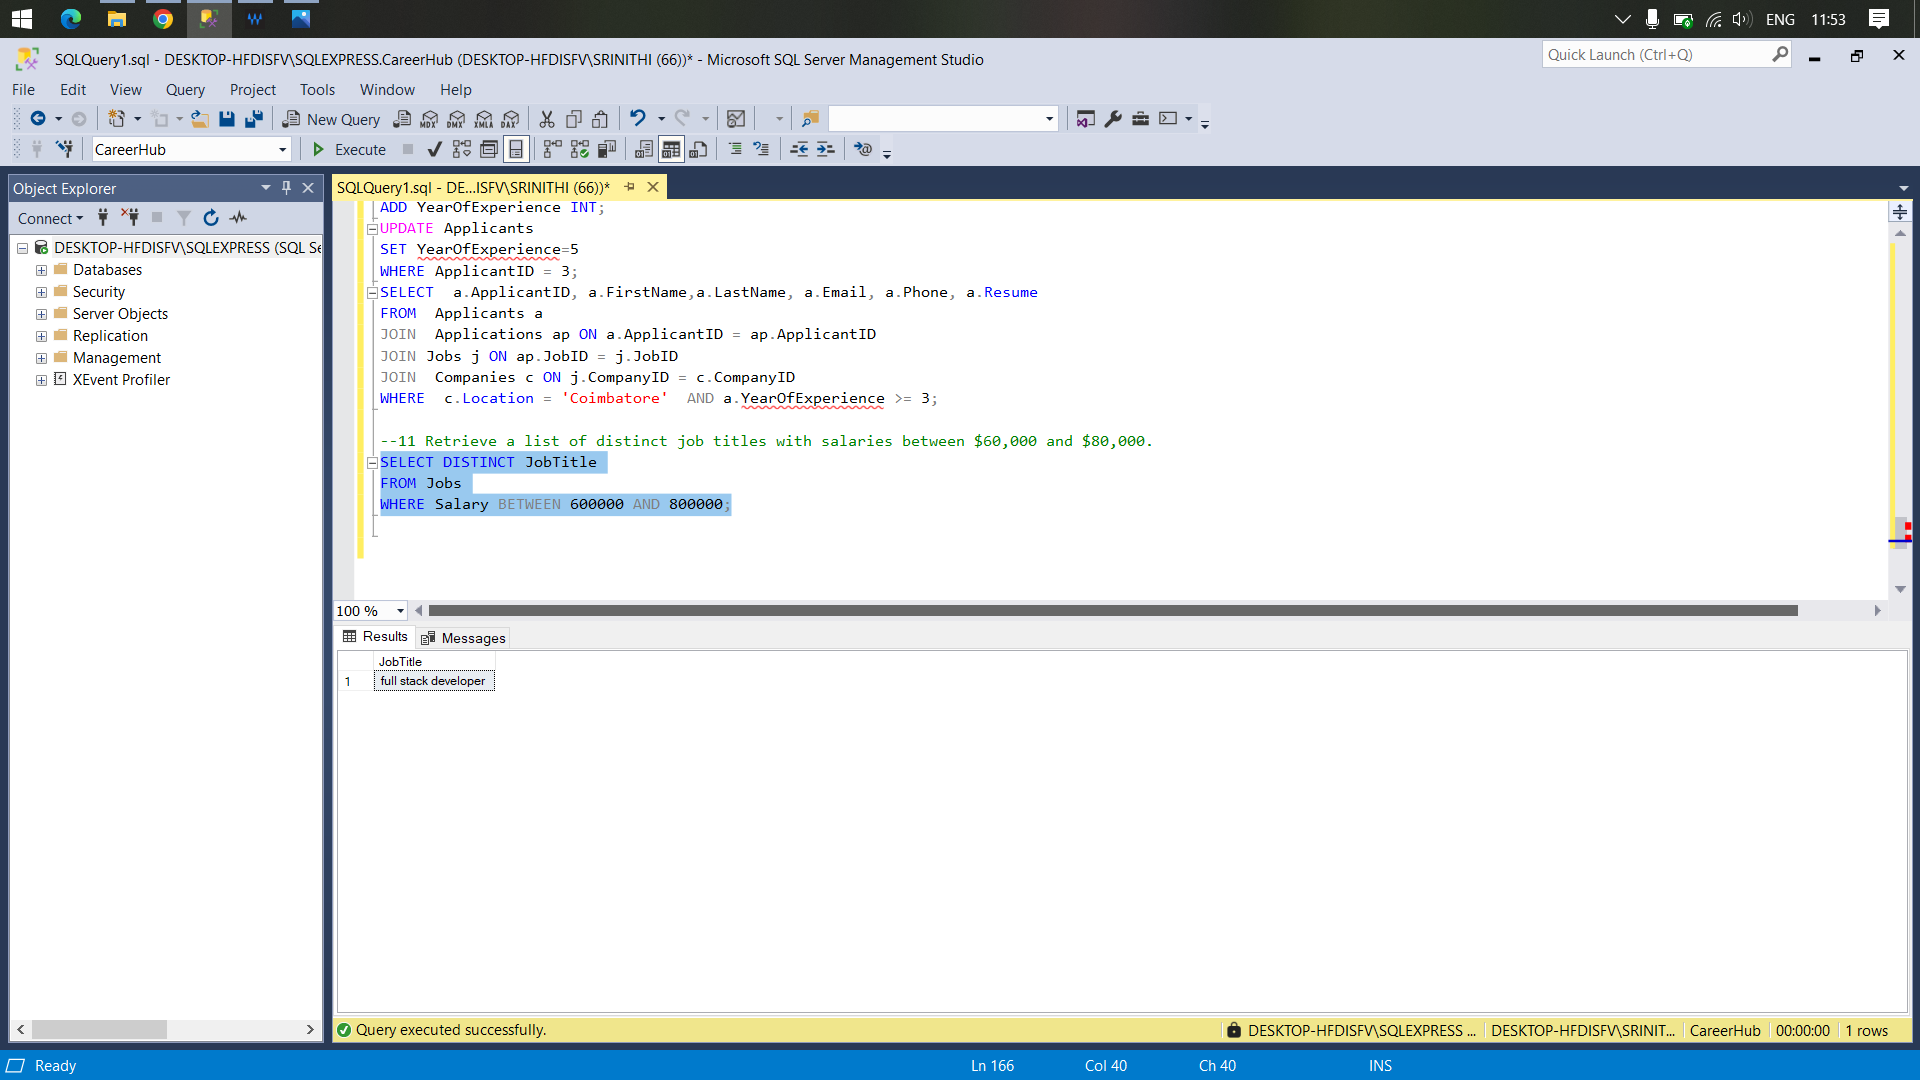 ENG 11:53
SQLQuery1.sql - DESKTOP-HFDISFV\SQLEXPRESS.CareerHub (DESKTOP-HFDISFV\SRINITHI (66))* - Microsoft SQL Server Management Studio
Quick Launch (Ctrl+Q)
File Edit View Query Project Tools Window Help
New Query MDX DMX XMLA DAX
CareerHub Execute
Object Explorer
SQLQuery1.sql - DE...ISFV\SRINITHI (66))*
Connect
DESKTOP-HFDISFV\SQLEXPRESS (SQL Se
Databases
Security
Server Objects
Replication
Management
XEvent Profiler
ADD YearOfExperience INT;
UPDATE Applicants
SET YearOfExperience=5
WHERE ApplicantID = 3;
SELECT  a.ApplicantID, a.FirstName,a.LastName, a.Email, a.Phone, a.Resume
FROM  Applicants a
JOIN  Applications ap ON a.ApplicantID = ap.ApplicantID
JOIN Jobs j ON ap.JobID = j.JobID
JOIN  Companies c ON j.CompanyID = c.CompanyID
WHERE  c.Location = 'Coimbatore'  AND a.YearOfExperience >= 3;
--11 Retrieve a list of distinct job titles with salaries between $60,000 and $80,000.
SELECT DISTINCT JobTitle
FROM Jobs
WHERE Salary BETWEEN 600000 AND 800000;
100 %
Results Messages
JobTitle
1 full stack developer
Query executed successfully.
DESKTOP-HFDISFV\SQLEXPRESS ... DESKTOP-HFDISFV\SRINIT... CareerHub 00:00:00 1 rows
Ready Ln 166 Col 40 Ch 40 INS